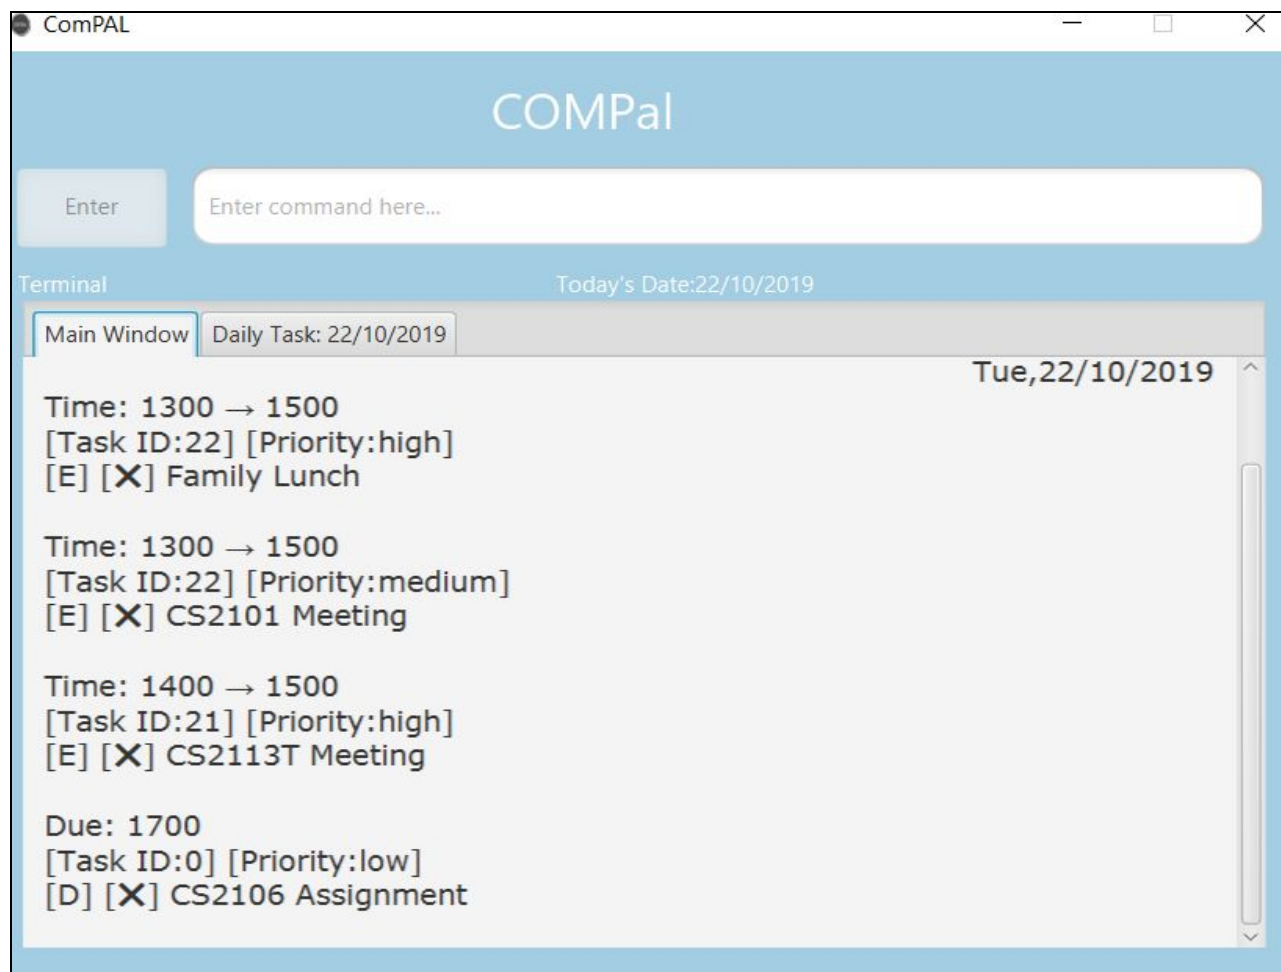 ComPAL
COMPal
Enter
Enter command here...
Terminal
Today's Date:22/10/2019
Main Window
Daily Task: 22/10/2019
Tue,22/10/2019
Time: 1300 → 1500
[Task ID:22] [Priority:high]
[E] [❌] Family Lunch
Time: 1300 → 1500
[Task ID:22] [Priority:medium]
[E] [❌] CS2101 Meeting
Time: 1400 → 1500
[Task ID:21] [Priority:high]
[E] [❌] CS2113T Meeting
Due: 1700
[Task ID:0] [Priority:low]
[D] [❌] CS2106 Assignment